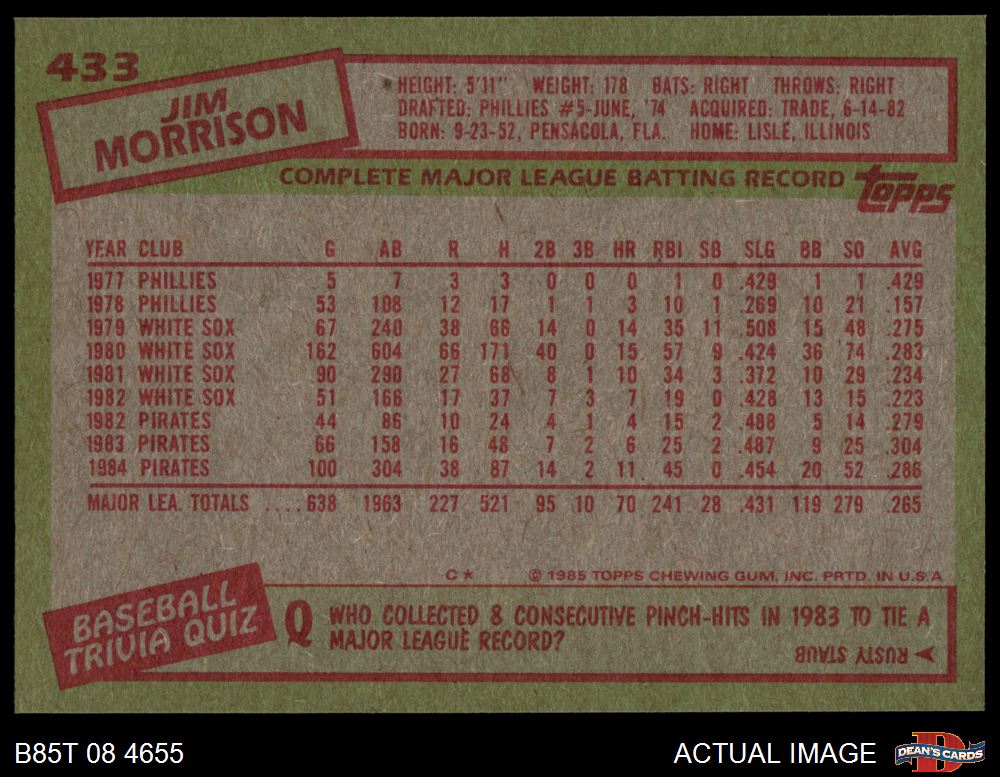 433
JIM
MORRISON
HEIGHT: 5'11" WEIGHT: 178 BATS: RIGHT THROWS: RIGHT
DRAFTED: PHILLIES #5-JUNE, '74 ACQUIRED: TRADE, 6-14-82
BORN: 9-23-52, PENSACOLA, FLA. HOME: LISLE, ILLINOIS
COMPLETE MAJOR LEAGUE BATTING RECORD
topps
YEAR CLUB G AB R H 2B 3B HR RBI SB SLG BB SO AVG
1977 PHILLIES 5 7 3 3 0 0 0 1 0 .429 1 1 .429
1978 PHILLIES 53 108 12 17 1 1 3 10 1 .269 10 21 .157
1979 WHITE SOX 67 240 38 66 14 0 14 35 11 .508 15 48 .275
1980 WHITE SOX 162 604 66 171 40 0 15 57 9 .424 36 74 .283
1981 WHITE SOX 90 290 27 68 8 1 10 34 3 .372 10 29 .234
1982 WHITE SOX 51 166 17 37 7 3 7 19 0 .428 13 15 .223
1982 PIRATES 44 86 10 24 4 1 4 15 2 .488 5 14 .279
1983 PIRATES 66 158 16 48 7 2 6 25 2 .487 9 25 .304
1984 PIRATES 100 304 38 87 14 2 11 45 0 .454 20 52 .286
MAJOR LEA. TOTALS ....638 1963 227 521 95 10 70 241 28 .431 119 279 .265
C★ © 1985 TOPPS CHEWING GUM, INC. PRTD. IN U.S.A
BASEBALL
TRIVIA QUIZ
Q WHO COLLECTED 8 CONSECUTIVE PINCH-HITS IN 1983 TO TIE A
MAJOR LEAGUE RECORD?
RUSTY STAUB
B85T 08 4655
ACTUAL IMAGE
D
DEAN'S CARDS